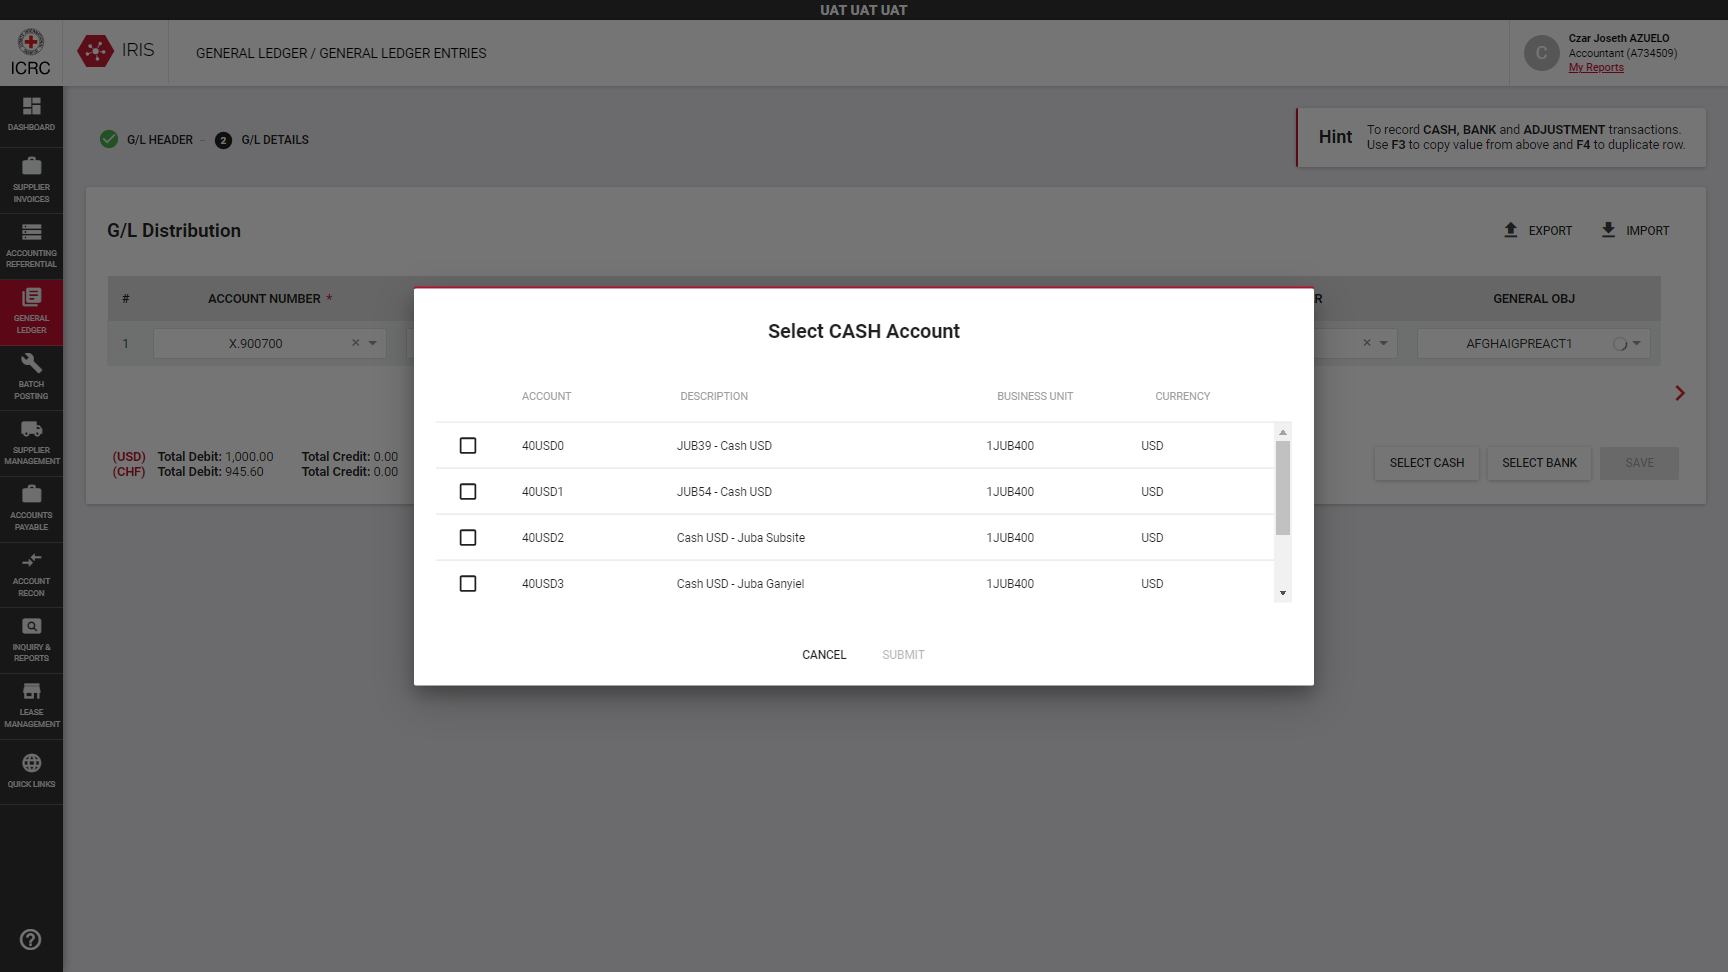 UAT UAT UAT
ICRC
IRIS
GENERAL LEDGER / GENERAL LEDGER ENTRIES
C
Czar Joseth AZUELO
Accountant (A734509)
My Reports
DASHBOARD
SUPPLIER
INVOICES
ACCOUNTING
REFERENTIAL
GENERAL
LEDGER
BATCH
POSTING
SUPPLIER
MANAGEMENT
ACCOUNTS
PAYABLE
ACCOUNT
RECON
INQUIRY &
REPORTS
LEASE
MANAGEMENT
QUICK LINKS
G/L HEADER
2 G/L DETAILS
Hint
To record CASH, BANK and ADJUSTMENT transactions.
Use F3 to copy value from above and F4 to duplicate row.
G/L Distribution
EXPORT IMPORT
# ACCOUNT NUMBER * R GENERAL OBJ
1 X.900700 × × AFGHAIGPREACT1
(USD) Total Debit: 1,000.00 Total Credit: 0.00
(CHF) Total Debit: 945.60 Total Credit: 0.00
SELECT CASH SELECT BANK SAVE
Select CASH Account
ACCOUNT DESCRIPTION BUSINESS UNIT CURRENCY
40USD0 JUB39 - Cash USD 1JUB400 USD
40USD1 JUB54 - Cash USD 1JUB400 USD
40USD2 Cash USD - Juba Subsite 1JUB400 USD
40USD3 Cash USD - Juba Ganyiel 1JUB400 USD
CANCEL SUBMIT